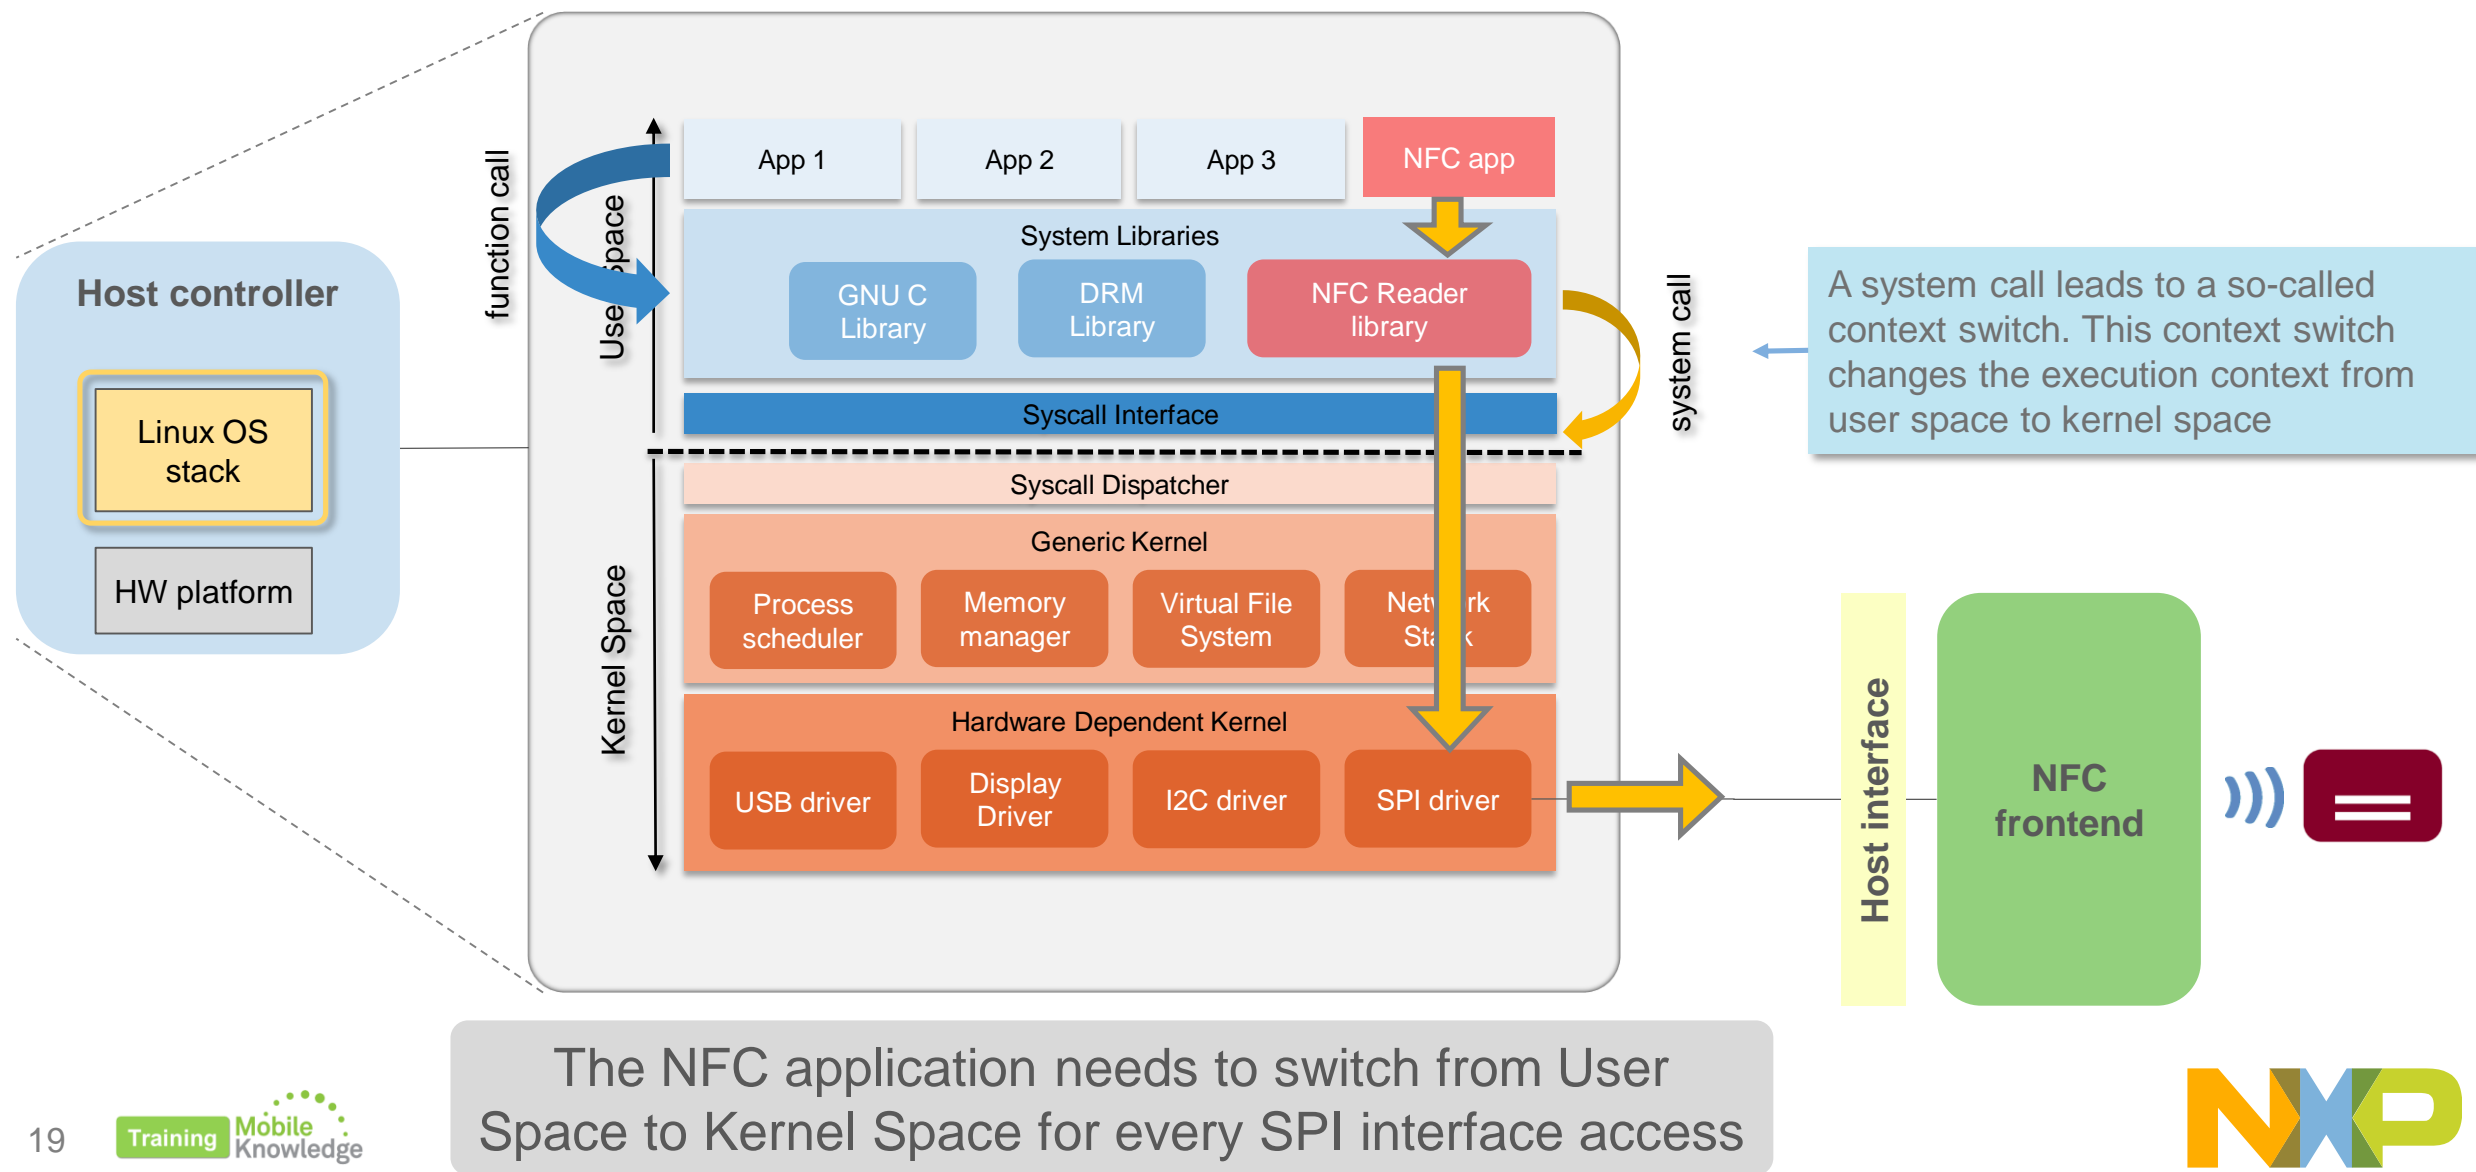 Host controller
Linux OS
stack
HW platform
function call
User Space
Kernel Space
App 1
App 2
App 3
NFC app
System Libraries
GNU C
Library
DRM
Library
NFC Reader
library
Syscall Interface
system call
A system call leads to a so-called
context switch. This context switch
changes the execution context from
user space to kernel space
Syscall Dispatcher
Generic Kernel
Process
scheduler
Memory
manager
Virtual File
System
Network
Stack
Hardware Dependent Kernel
USB driver
Display
Driver
I2C driver
SPI driver
Host interface
NFC
frontend
The NFC application needs to switch from User
Space to Kernel Space for every SPI interface access
19
Training
Mobile
Knowledge
NXP